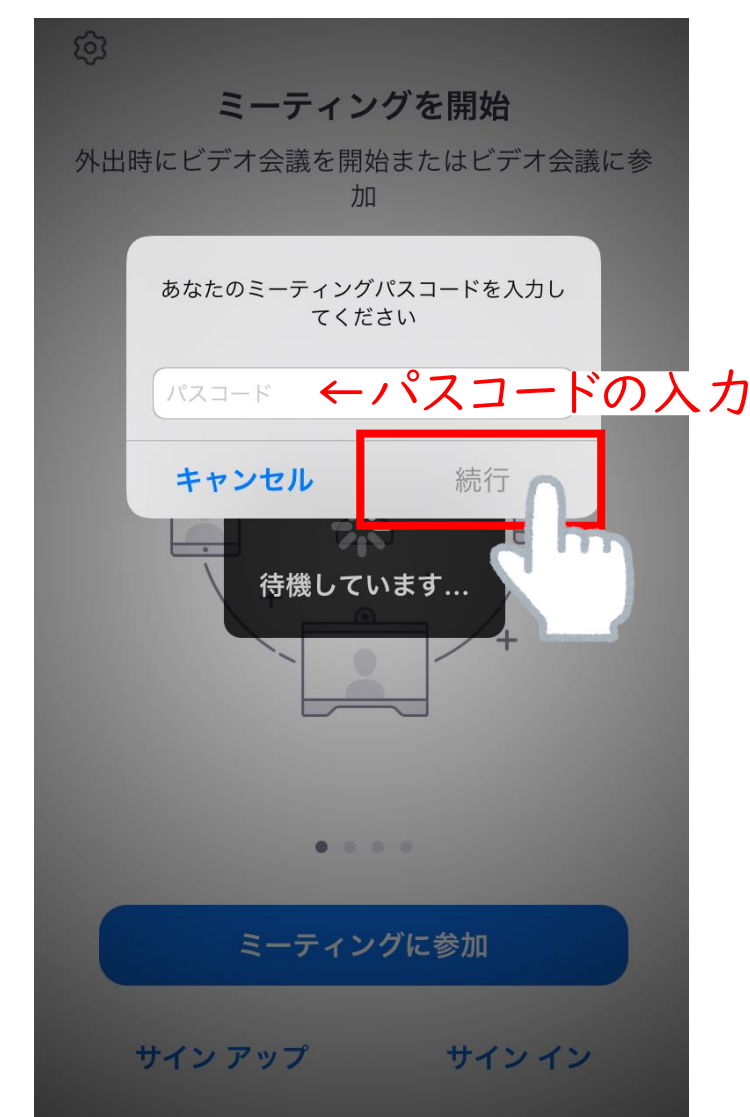 ミーティングを開始
外出時にビデオ会議を開始またはビデオ会議に参
加
あなたのミーティングパスコードを入力し
てください
パスコード ←パスコードの入力
キャンセル 続行
待機しています...
ミーティングに参加
サイン アップ サイン イン